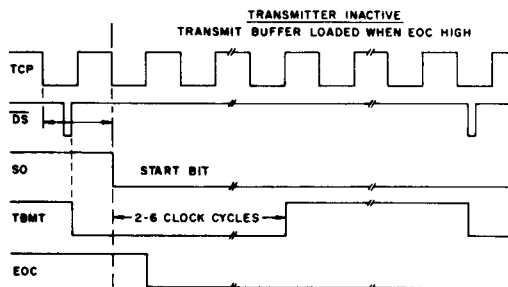 TRANSMITTER INACTIVE
TRANSMIT BUFFER LOADED WHEN EOC HIGH
TCP
DS
SO
START BIT
TBMT
2-6 CLOCK CYCLES
EOC